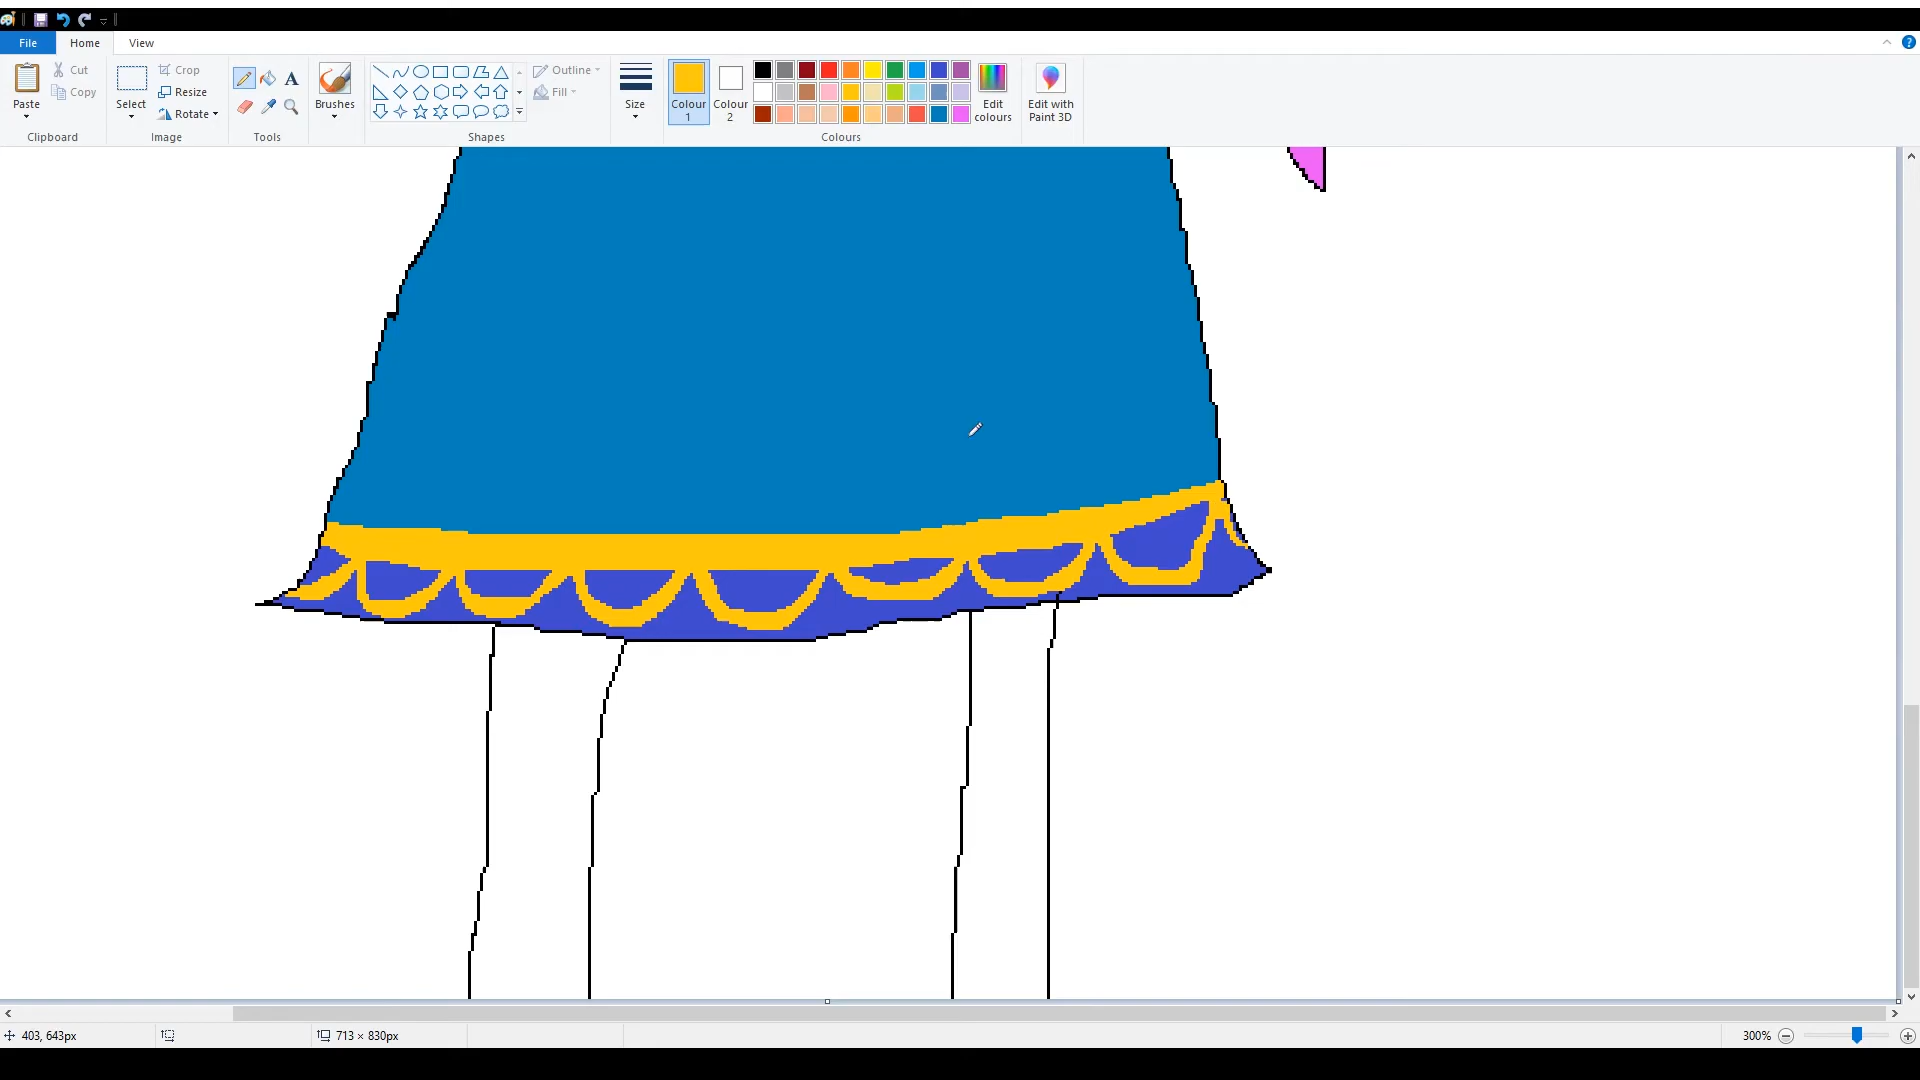 File Home View
Paste Cut Copy Clipboard
Select Crop Resize Rotate Image
A Tools
Brushes
Shapes Outline Fill
Size
Colour 1 Colour 2 Colours
Edit colours
Edit with Paint 3D
403, 643px 713 × 830px 300%